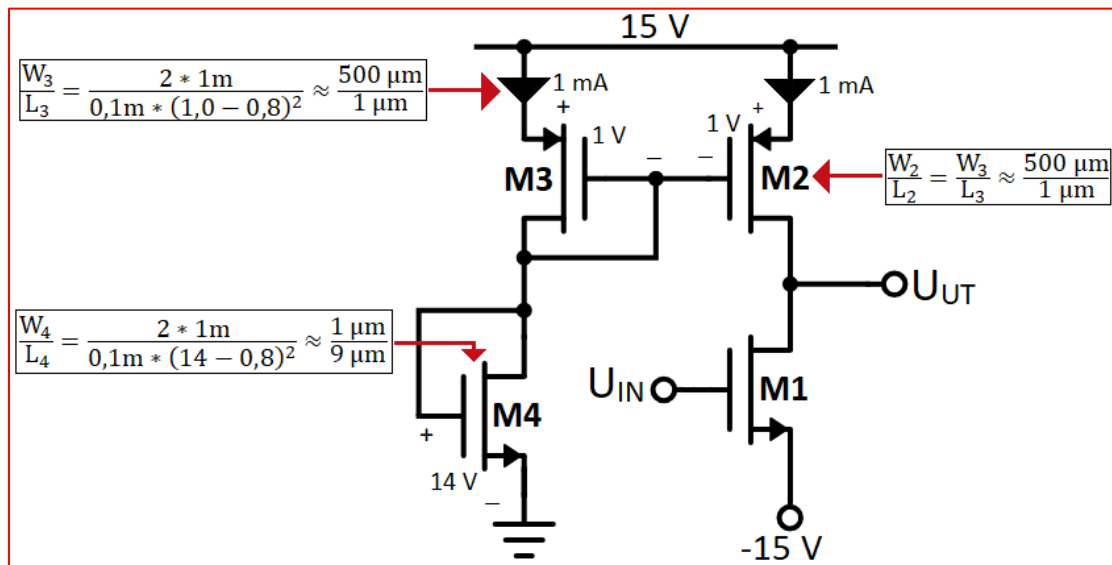 15 V
W₃/L₃ = 2 * 1m / 0,1m * (1,0 − 0,8)² ≈ 500 µm / 1 µm
1 mA
1 mA
+
+
1 V
1 V
−
−
M3
M2
W₂/L₂ = W₃/L₃ ≈ 500 µm / 1 µm
U_UT
W₄/L₄ = 2 * 1m / 0,1m * (14 − 0,8)² ≈ 1 µm / 9 µm
U_IN
M1
M4
+
14 V
−
-15 V